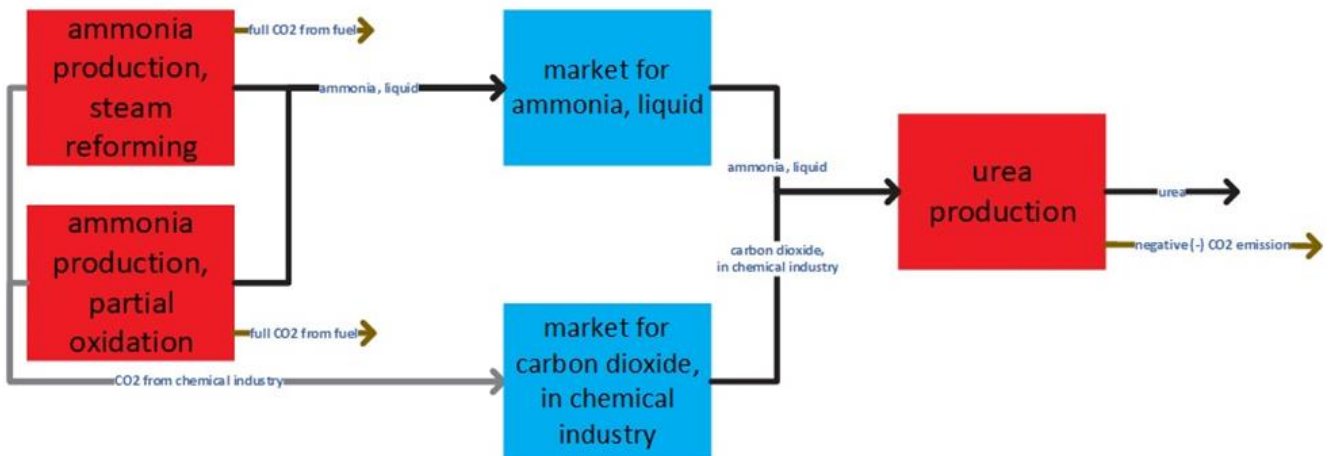 ammonia
production,
steam
reforming
full CO2 from fuel
ammonia, liquid
market for
ammonia, liquid
ammonia, liquid
urea
production
urea
negative (-) CO2 emission
carbon dioxide,
in chemical industry
ammonia
production,
partial
oxidation
full CO2 from fuel
CO2 from chemical industry
market for
carbon dioxide,
in chemical
industry